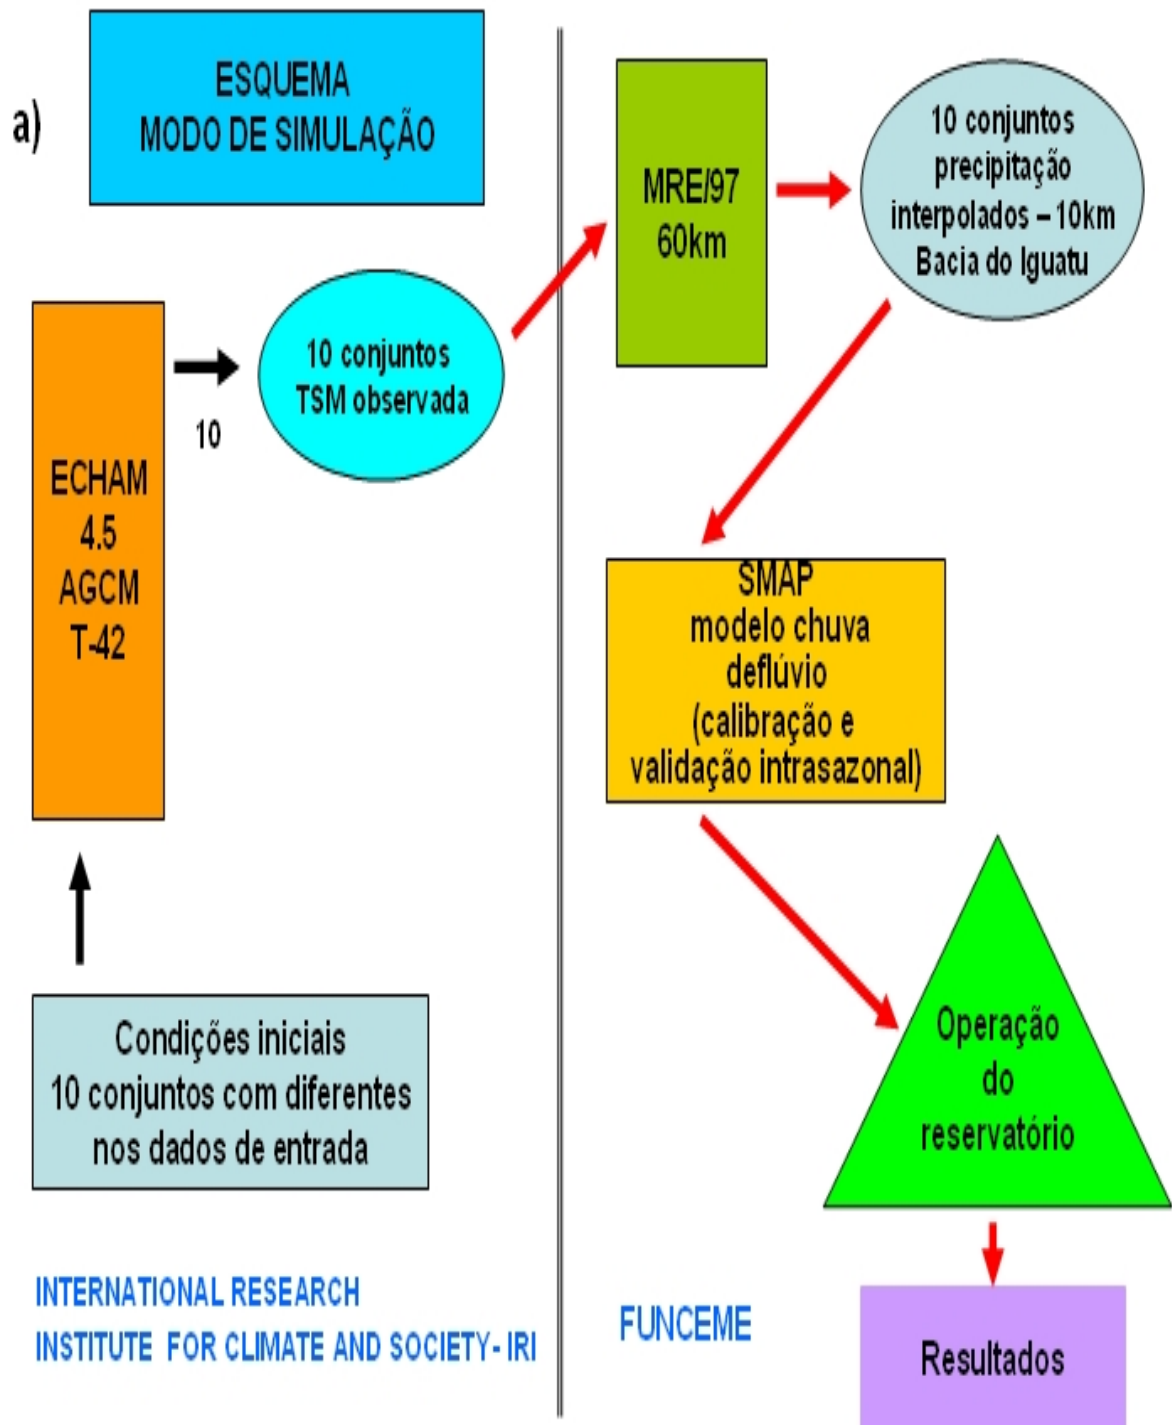 a)
ESQUEMA
MODO DE SIMULAÇÃO
ECHAM
4.5
AGCM
T-42
10
10 conjuntos
TSM observada
Condições iniciais
10 conjuntos com diferentes
nos dados de entrada
INTERNATIONAL RESEARCH
INSTITUTE FOR CLIMATE AND SOCIETY- IRI
MRE/97
60km
10 conjuntos
precipitação
interpolados – 10km
Bacia do Iguatu
SMAP
modelo chuva
deflúvio
(calibração e
validação intrasazonal)
Operação
do
reservatório
FUNCEME
Resultados